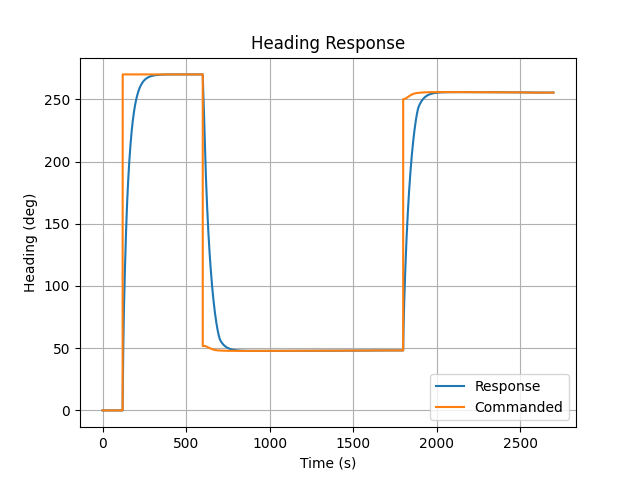 Heading Response
Heading (deg)
250
200
150
100
50
0
Response
Commanded
0 500 1000 1500 2000 2500
Time (s)